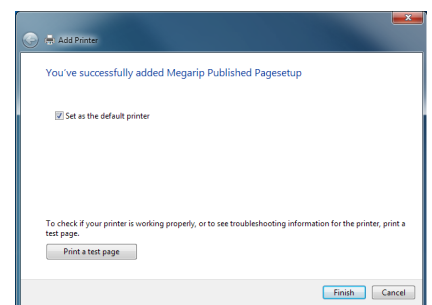 Add Printer
You've successfully added Megarip Published Pagesetup
Set as the default printer
To check if your printer is working properly, or to see troubleshooting information for the printer, print a
test page.
Print a test page
Finish Cancel